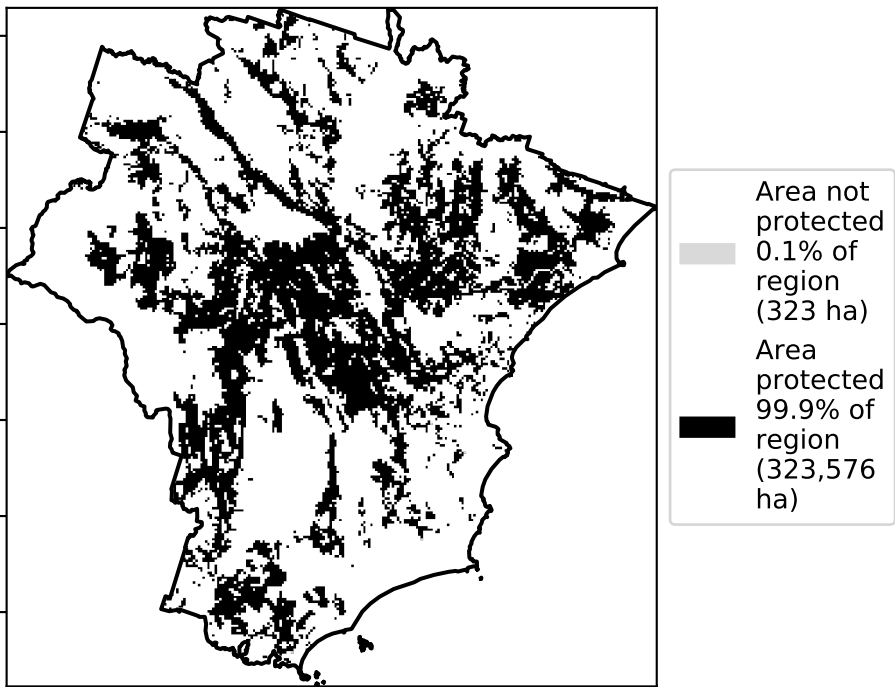 Area not
protected
0.1% of
region
(323 ha)
Area
protected
99.9% of
region
(323,576
ha)